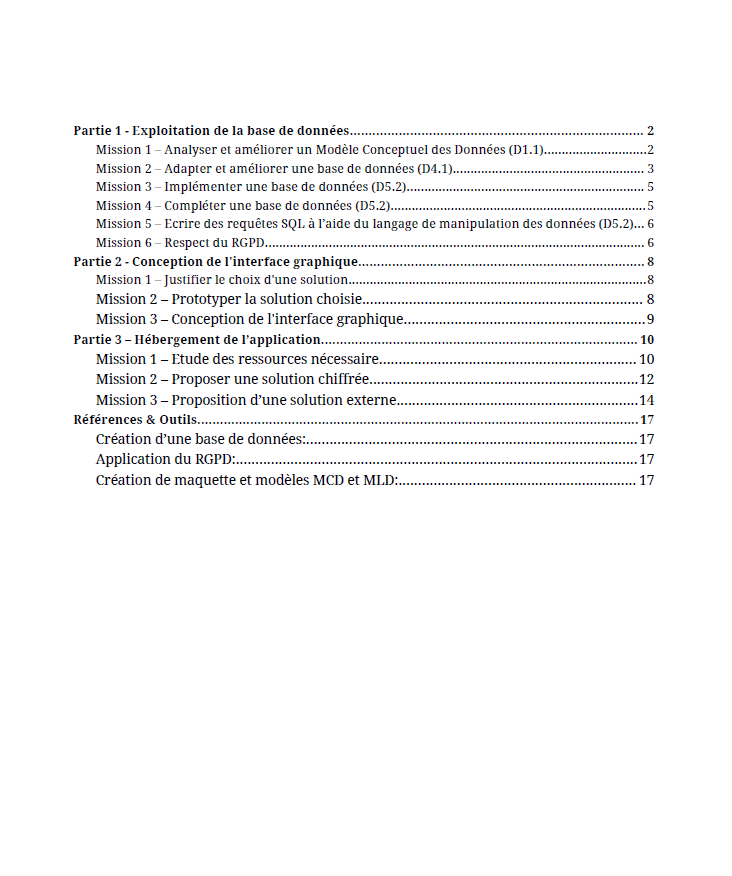 Partie 1 - Exploitation de la base de données........................................................................ 2
Mission 1 – Analyser et améliorer un Modèle Conceptuel des Données (D1.1)..........................2
Mission 2 – Adapter et améliorer une base de données (D4.1)................................................ 3
Mission 3 – Implémenter une base de données (D5.2)............................................................ 5
Mission 4 – Compléter une base de données (D5.2).................................................................5
Mission 5 – Ecrire des requêtes SQL à l’aide du langage de manipulation des données (D5.2)... 6
Mission 6 – Respect du RGPD................................................................................................ 6
Partie 2 - Conception de l'interface graphique...................................................................... 8
Mission 1 – Justifier le choix d'une solution............................................................................8
Mission 2 – Prototyper la solution choisie....................................................................... 8
Mission 3 – Conception de l'interface graphique..............................................................9
Partie 3 – Hébergement de l’application............................................................................... 10
Mission 1 – Etude des ressources nécessaire.................................................................. 10
Mission 2 – Proposer une solution chiffrée.....................................................................12
Mission 3 – Proposition d’une solution externe..............................................................14
Références & Outils.............................................................................................................17
Création d’une base de données:.....................................................................................17
Application du RGPD:.......................................................................................................17
Création de maquette et modèles MCD et MLD:............................................................. 17